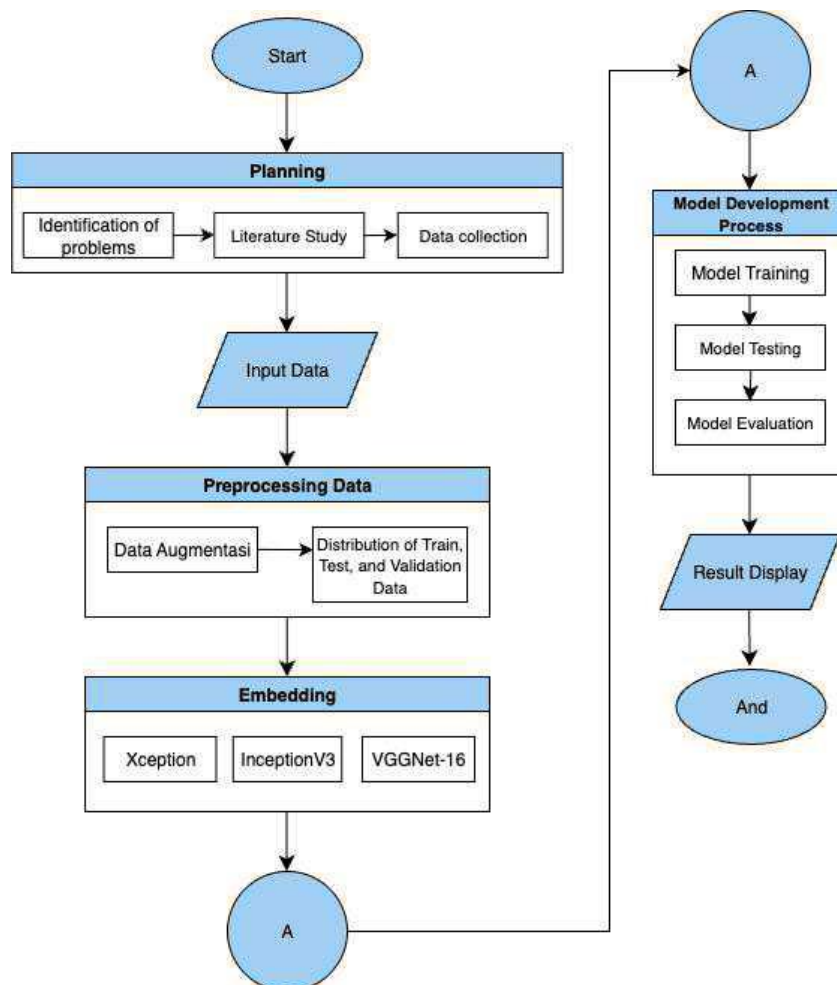 Start
Planning
Identification of
problems
Literature Study
Data collection
Input Data
Preprocessing Data
Data Augmentasi
Distribution of Train,
Test, and Validation
Data
Embedding
Xception
InceptionV3
VGGNet-16
A
A
Model Development
Process
Model Training
Model Testing
Model Evaluation
Result Display
And